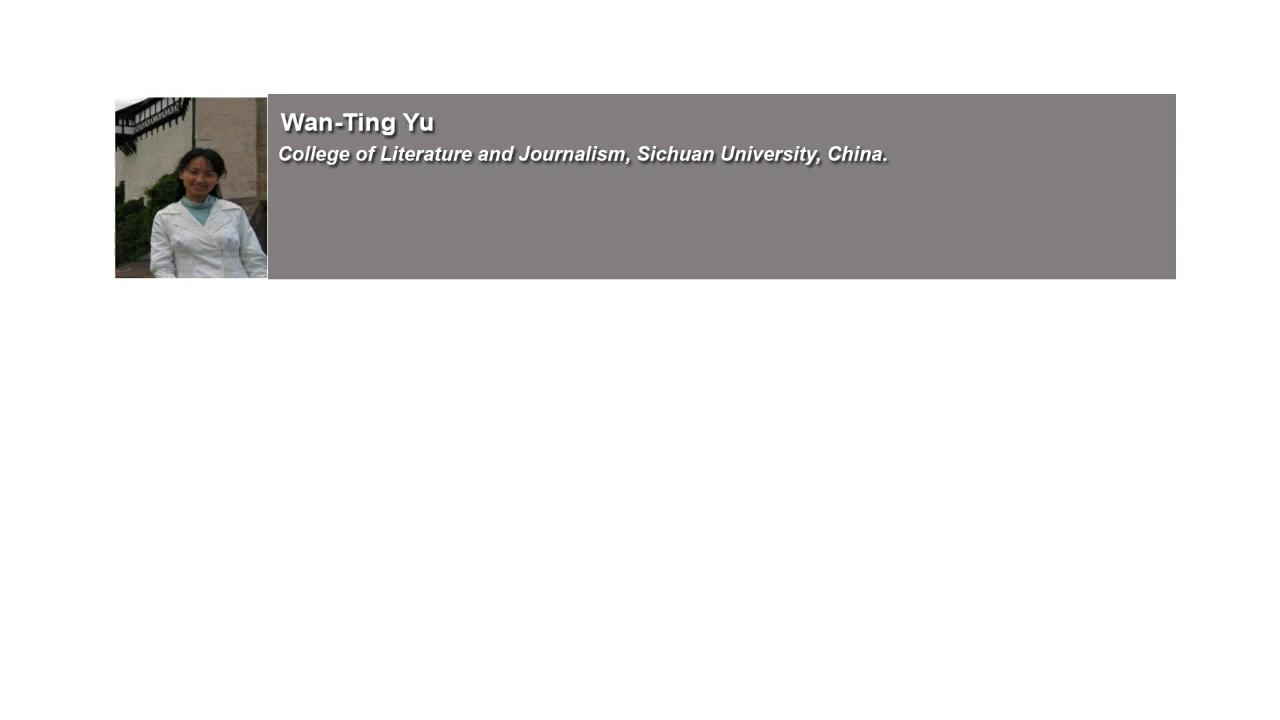 Wan-Ting Yu
College of Literature and Journalism, Sichuan University, China.